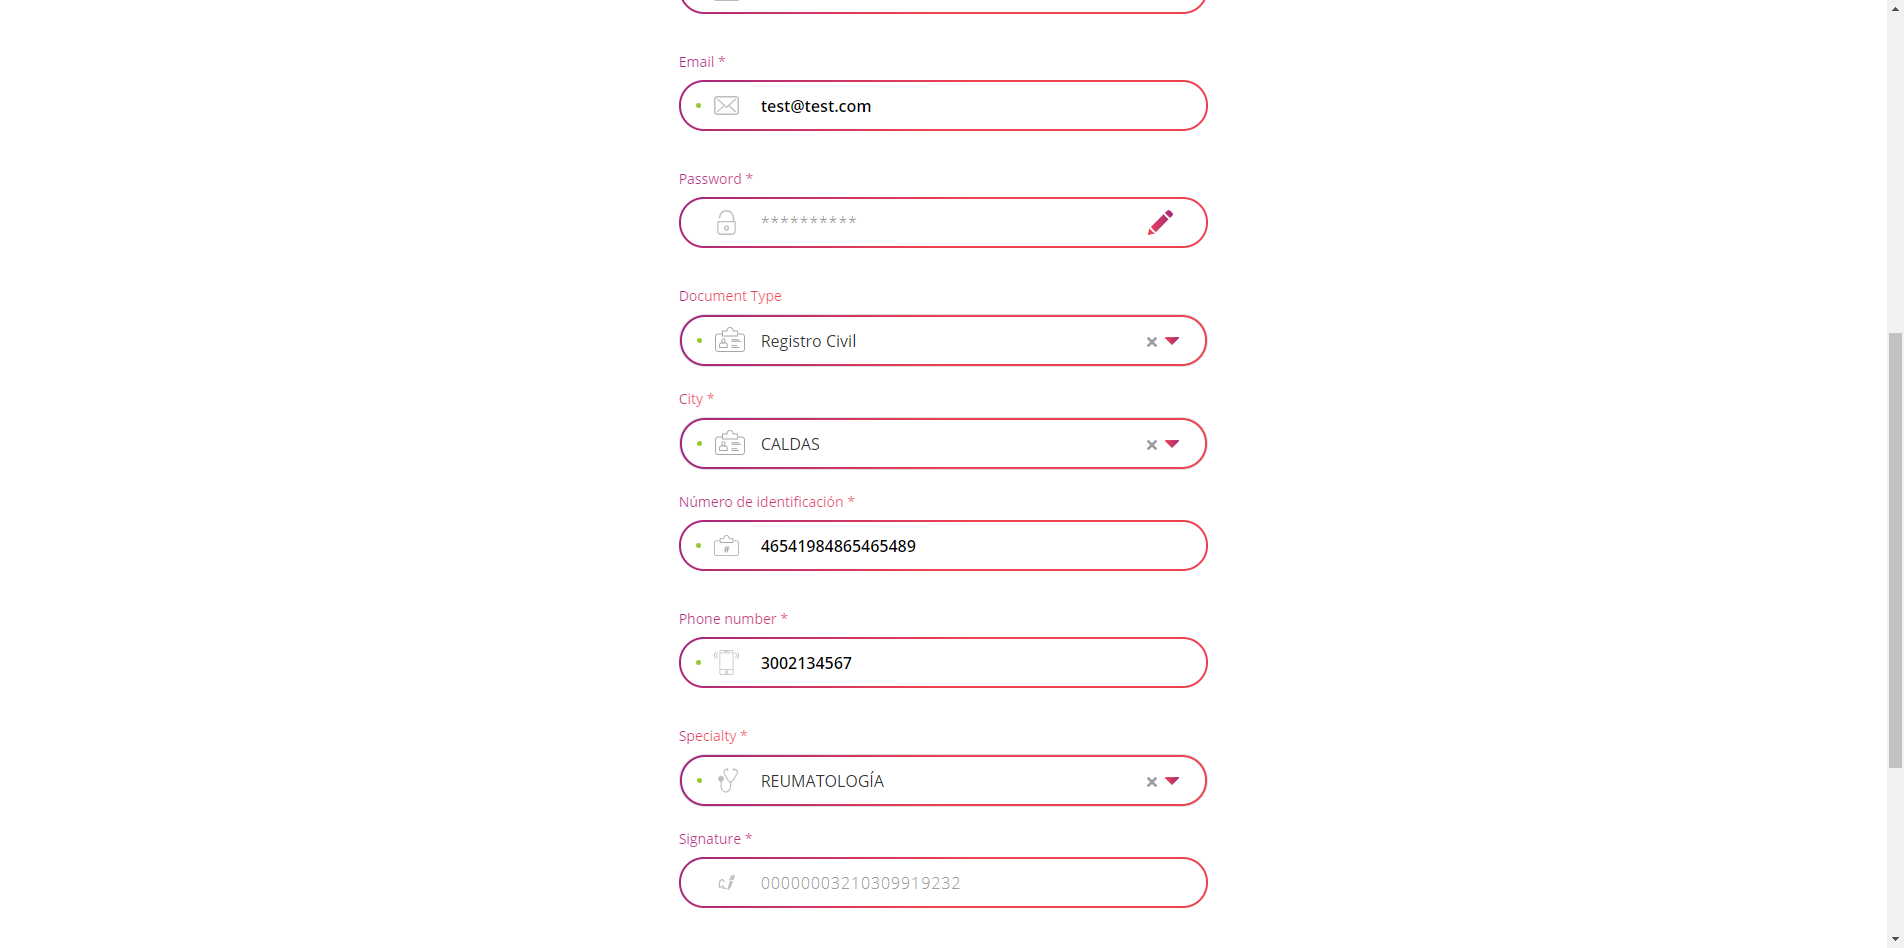 Email *
test@test.com
Password *
**********
Document Type
Registro Civil
City *
CALDAS
Número de identificación *
46541984865465489
#
Phone number *
3002134567
Specialty *
REUMATOLOGÍA
Signature *
00000003210309919232